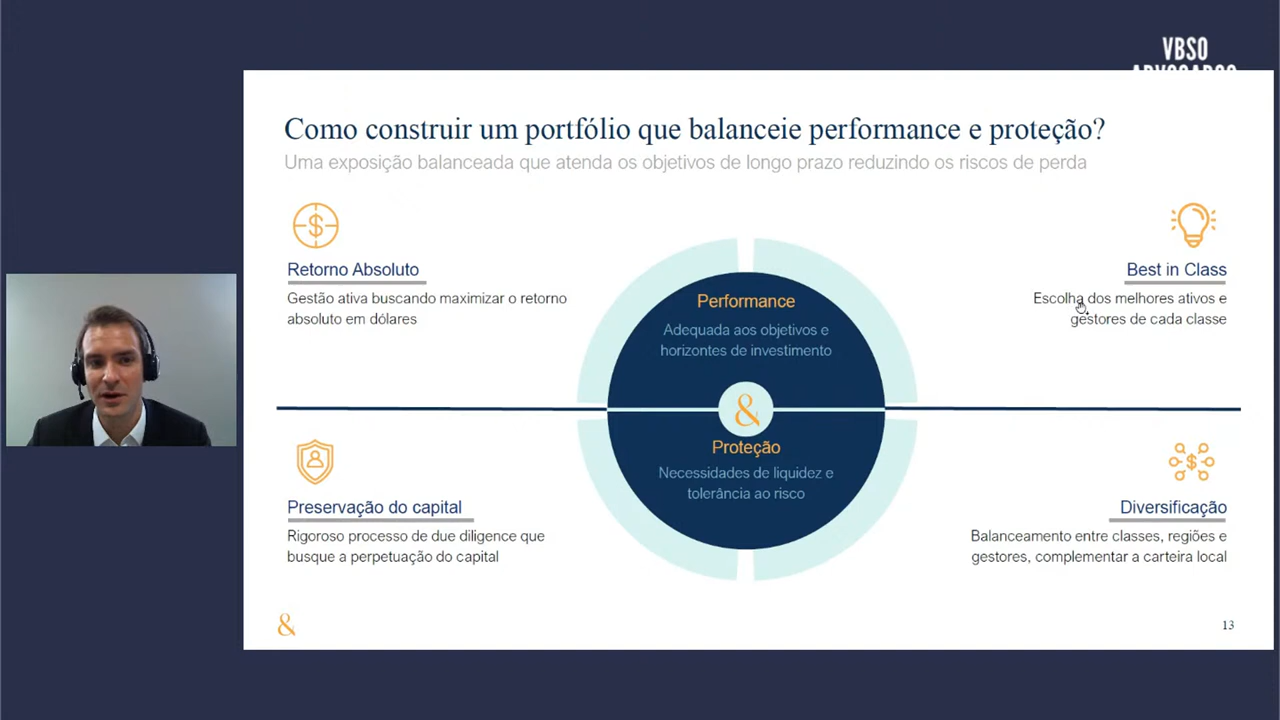 VBSO
ADVOGADOS
Como construir um portfólio que balanceie performance e proteção?
Uma exposição balanceada que atenda os objetivos de longo prazo reduzindo os riscos de perda
Retorno Absoluto
Gestão ativa buscando maximizar o retorno
absoluto em dólares
Best in Class
Escolha dos melhores ativos e
gestores de cada classe
Performance
Adequada aos objetivos e
horizontes de investimento
&
Proteção
Necessidades de liquidez e
tolerância ao risco
Preservação do capital
Rigoroso processo de due diligence que
busque a perpetuação do capital
Diversificação
Balanceamento entre classes, regiões e
gestores, complementar a carteira local
&
13